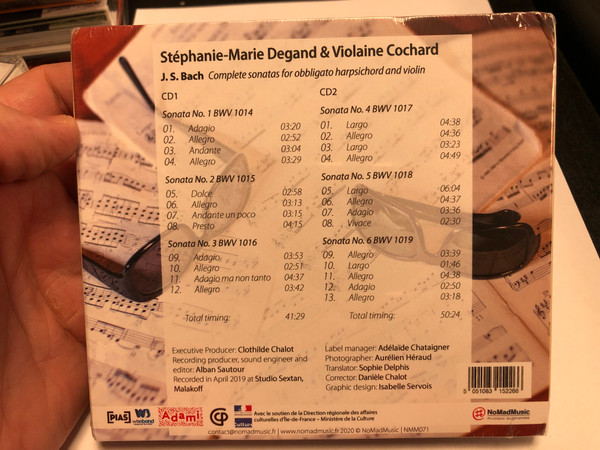 Stéphanie-Marie Degand & Violaine Cochard
J. S. Bach Complete sonatas for obbligato harpsichord and violin
CD1
Sonata No. 1 BWV 1014
01. Adagio 03:20
02. Allegro 02:52
03. Andante 03:04
04. Allegro 03:29
Sonata No. 2 BWV 1015
05. Dolce 02:58
06. Allegro 03:13
07. Andante un poco 03:15
08. Presto 04:15
Sonata No. 3 BWV 1016
09. Adagio 03:53
10. Allegro 02:51
11. Adagio ma non tanto 04:37
12. Allegro 03:42
Total timing: 41:29
CD2
Sonata No. 4 BWV 1017
01. Largo 04:38
02. Allegro 04:36
03. Largo 03:23
04. Allegro 04:49
Sonata No. 5 BWV 1018
05. Largo 06:04
06. Allegro 04:37
07. Adagio 03:36
08. Vivace 02:30
Sonata No. 6 BWV 1019
09. Allegro 03:39
10. Largo 01:46
11. Allegro 04:38
12. Adagio 02:50
13. Allegro 03:18
Total timing: 50:24
Executive Producer: Clothilde Chalot
Recording producer, sound engineer and
editor: Alban Sautour
Recorded in April 2019 at Studio Sextan,
Malakoff
Label manager: Adélaïde Chataigner
Photographer: Aurélien Héraud
Translator: Sophie Delphis
Corrector: Danièle Chalot
Graphic design: Isabelle Servois
5 051083 152266
[PIAS]
Adami
Avec le soutien de la Direction régionale des affaires
culturelles d'Île-de-France – Ministère de la Culture
NoMadMusic
contact@nomadmusic.fr | nomadmusic.fr 2020 © NoMadMusic | NMM071